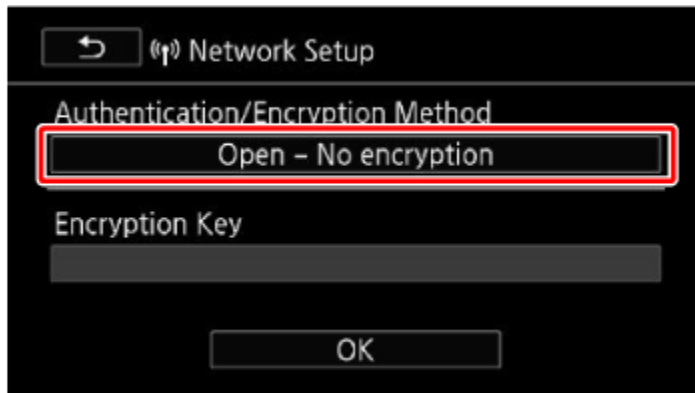 Network Setup
Authentication/Encryption Method
Open – No encryption
Encryption Key
OK